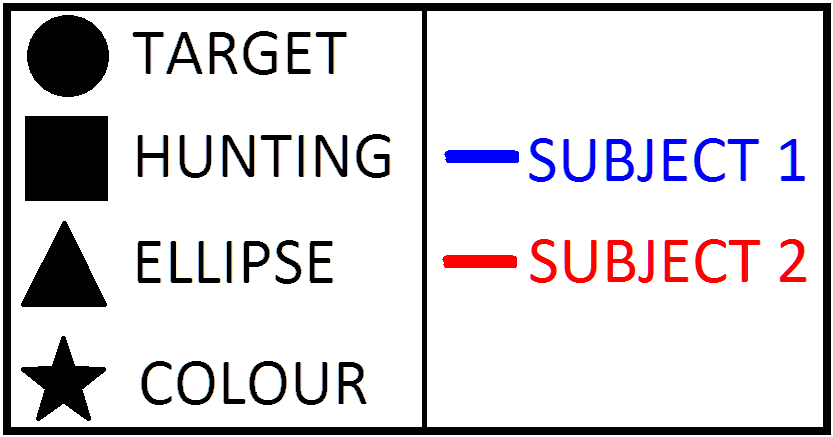 TARGET
HUNTING
ELLIPSE
COLOUR
SUBJECT 1
SUBJECT 2